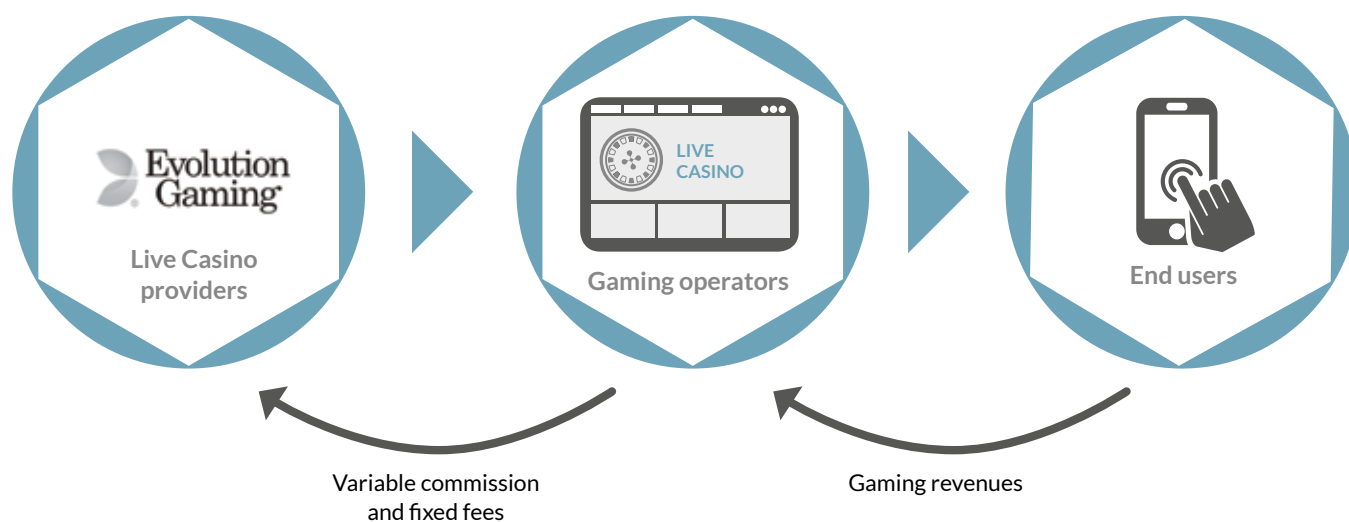 Evolution
Gaming
Live Casino
providers
LIVE
CASINO
Gaming operators
End users
Variable commission
and fixed fees
Gaming revenues